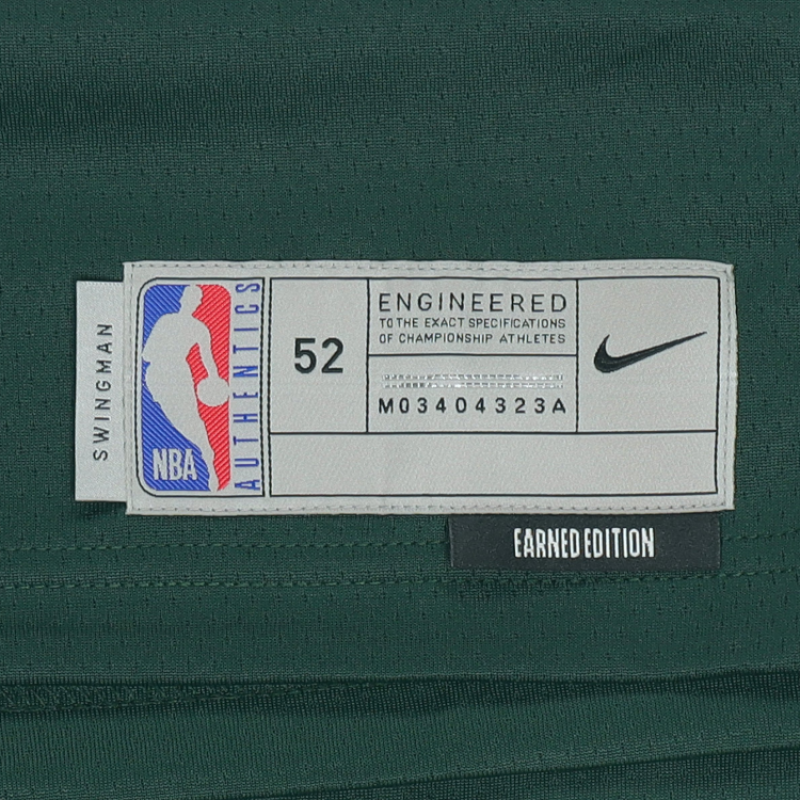 SWINGMAN
NBA
AUTHENTICS
52
ENGINEERED
TO THE EXACT SPECIFICATIONS
OF CHAMPIONSHIP ATHLETES
M03404323A
EARNED EDITION